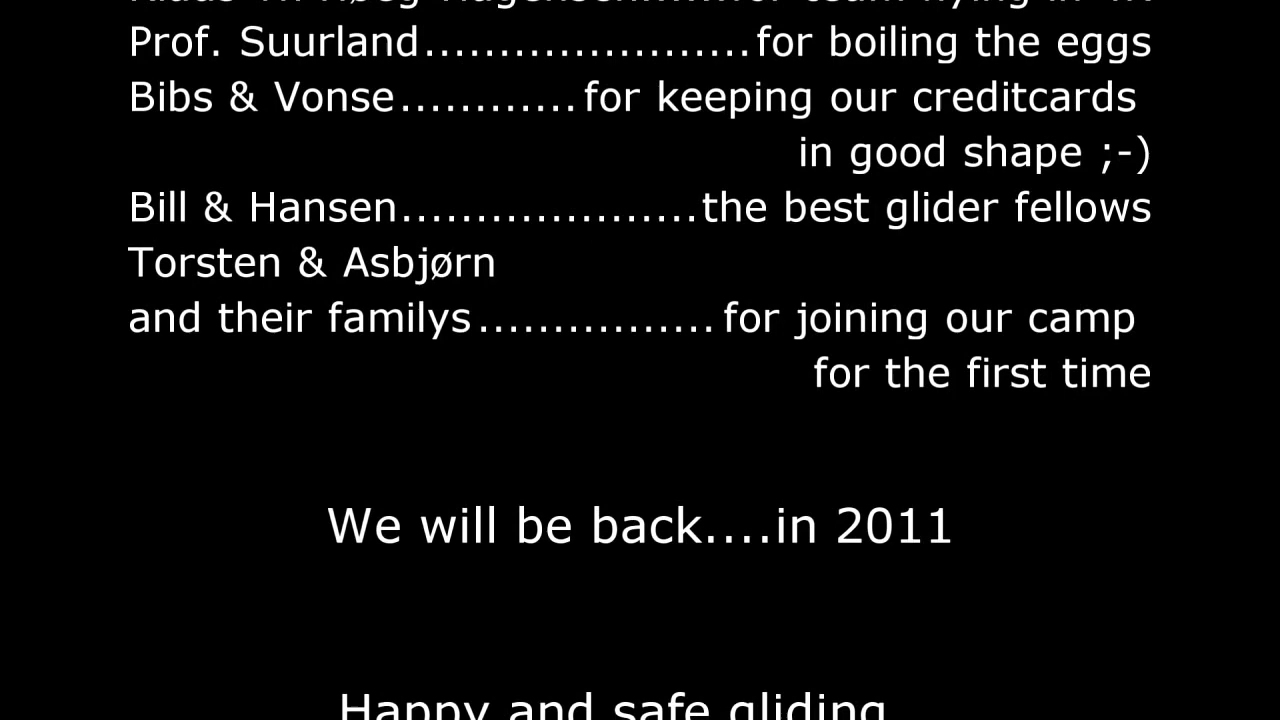 Prof. Suurland......................for boiling the eggs
Bibs & Vonse............for keeping our creditcards
in good shape ;-)
Bill & Hansen....................the best glider fellows
Torsten & Asbjørn
and their familys................for joining our camp
for the first time
We will be back....in 2011
Happy and safe gliding